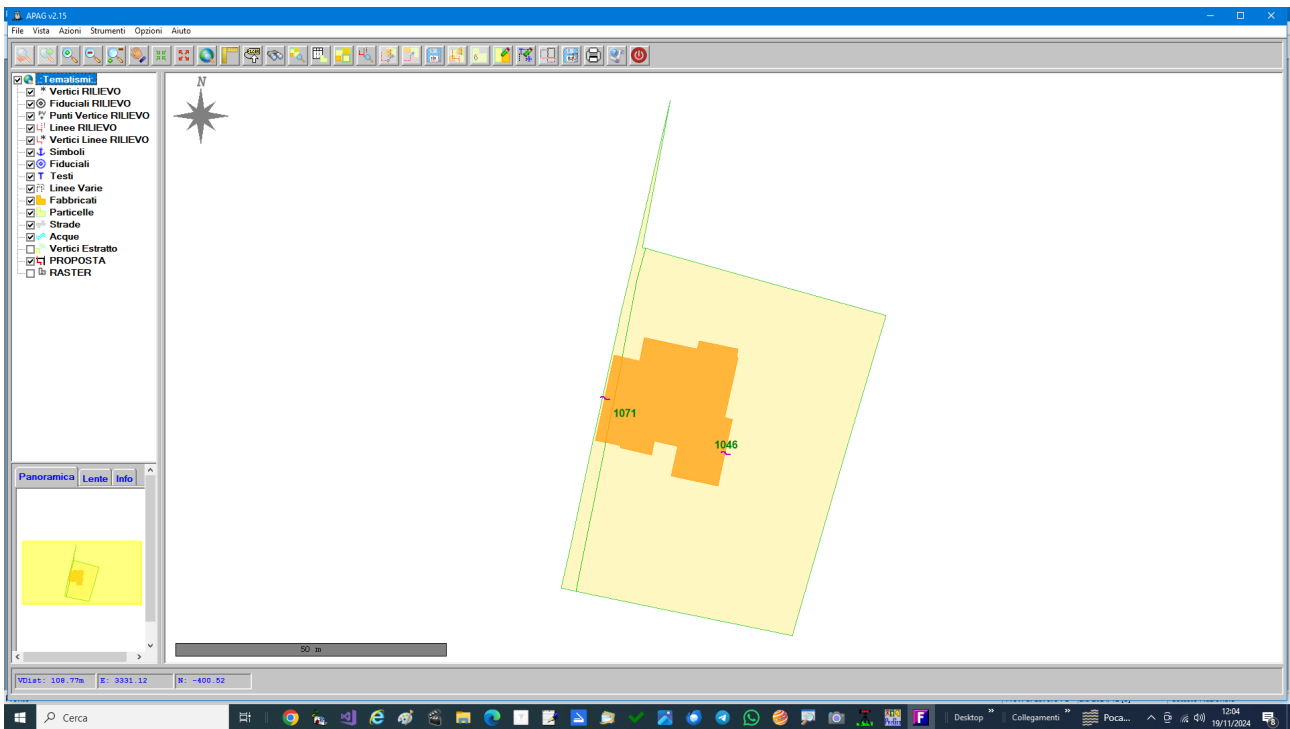 APAG v2.15
File Vista Azioni Strumenti Opzioni Aiuto
.:Tematismi:.
Vertici RILIEVO
Fiduciali RILIEVO
Punti Vertice RILIEVO
Linee RILIEVO
Vertici Linee RILIEVO
Simboli
Fiduciali
Testi
Linee Varie
Fabbricati
Particelle
Strade
Acque
Vertici Estratto
PROPOSTA
RASTER
N
1071
1046
Panoramica Lente Info
50 m
VDist: 108.77m E: 3331.12 N: -400.52
Cerca
Desktop
Collegamenti
Poca...
12:04
19/11/2024